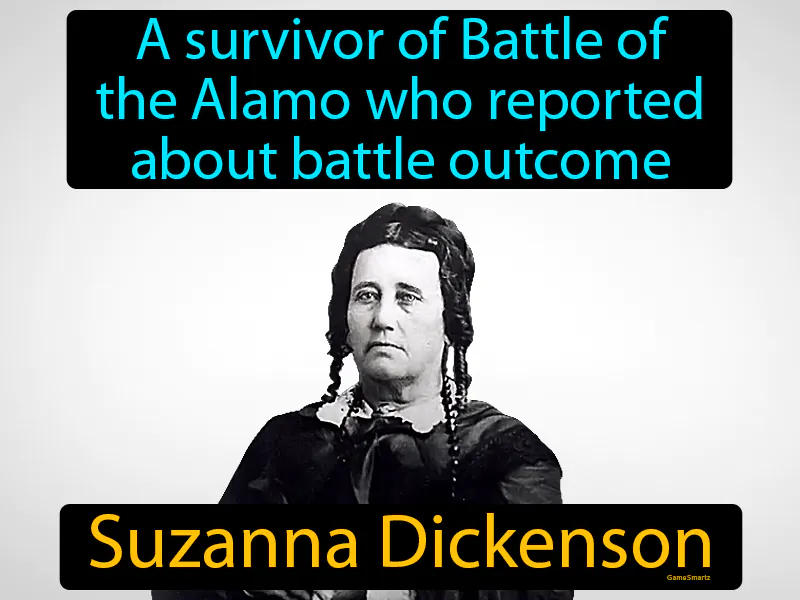 A survivor of Battle of
the Alamo who reported
about battle outcome
Suzanna Dickenson
GameSmartz